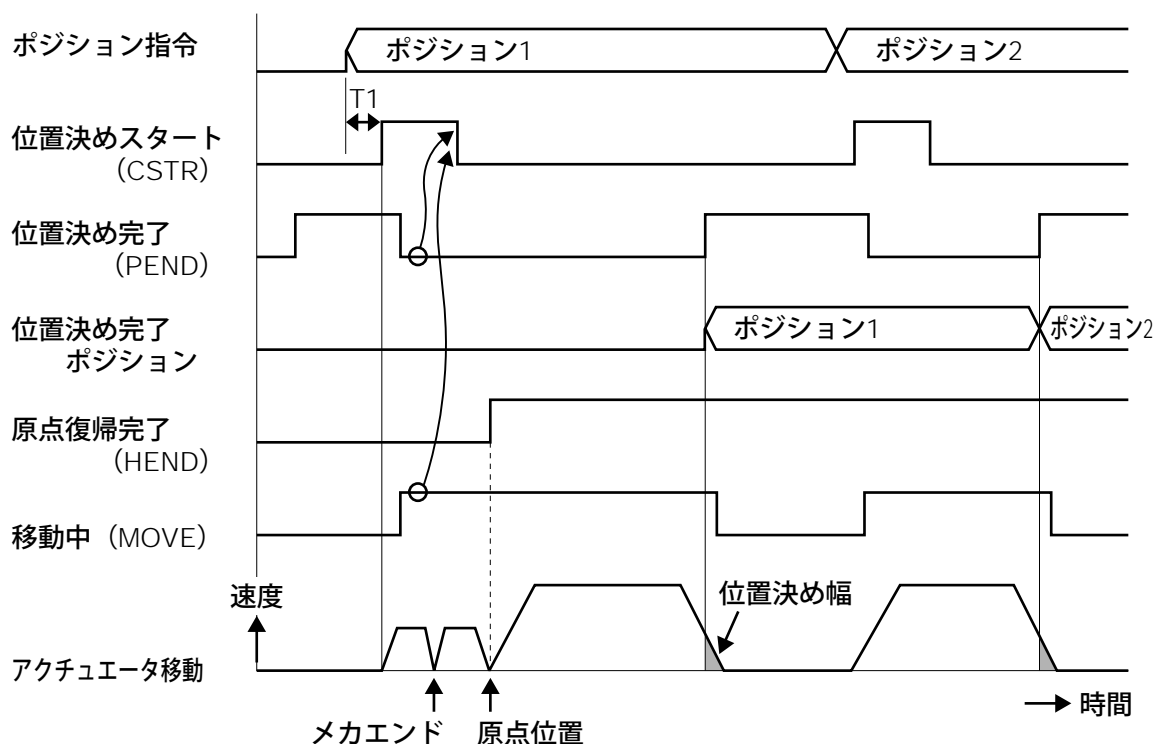 ポジション指令
ポジション1
ポジション2
T1
位置決めスタート
(CSTR)
位置決め完了
(PEND)
位置決め完了
ポジション
ポジション1
ポジション2
原点復帰完了
(HEND)
移動中 (MOVE)
速度
位置決め幅
アクチュエータ移動
時間
メカエンド
原点位置